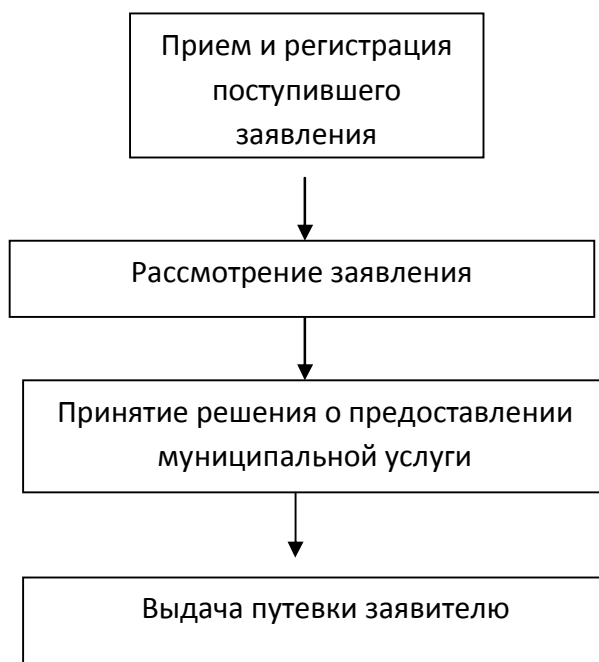 Прием и регистрация
поступившего
заявления
Рассмотрение заявления
Принятие решения о предоставлении
муниципальной услуги
Выдача путевки заявителю